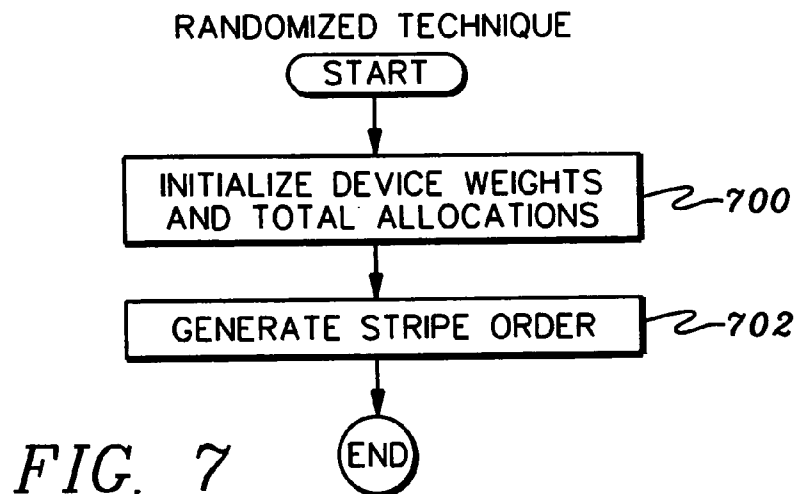 RANDOMIZED TECHNIQUE
START
INITIALIZE DEVICE WEIGHTS
AND TOTAL ALLOCATIONS
700
GENERATE STRIPE ORDER
702
END
FIG. 7